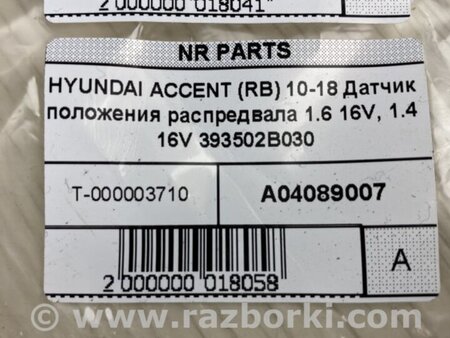 2 000000 018041
NR PARTS
HYUNDAI ACCENT (RB) 10-18 Датчик
положения распредвала 1.6 16V, 1.4
16V 393502B030
T-000003710
A04089007
2 000000 018058
A
www.razborki.com